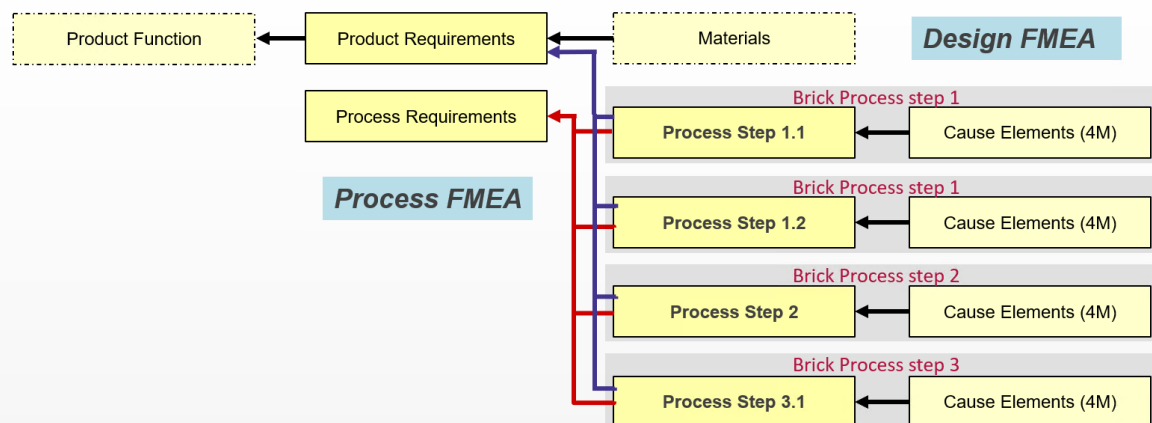 Product Function
Product Requirements
Materials
Design FMEA
Process Requirements
Brick Process step 1
Process Step 1.1
Cause Elements (4M)
Process FMEA
Brick Process step 1
Process Step 1.2
Cause Elements (4M)
Brick Process step 2
Process Step 2
Cause Elements (4M)
Brick Process step 3
Process Step 3.1
Cause Elements (4M)